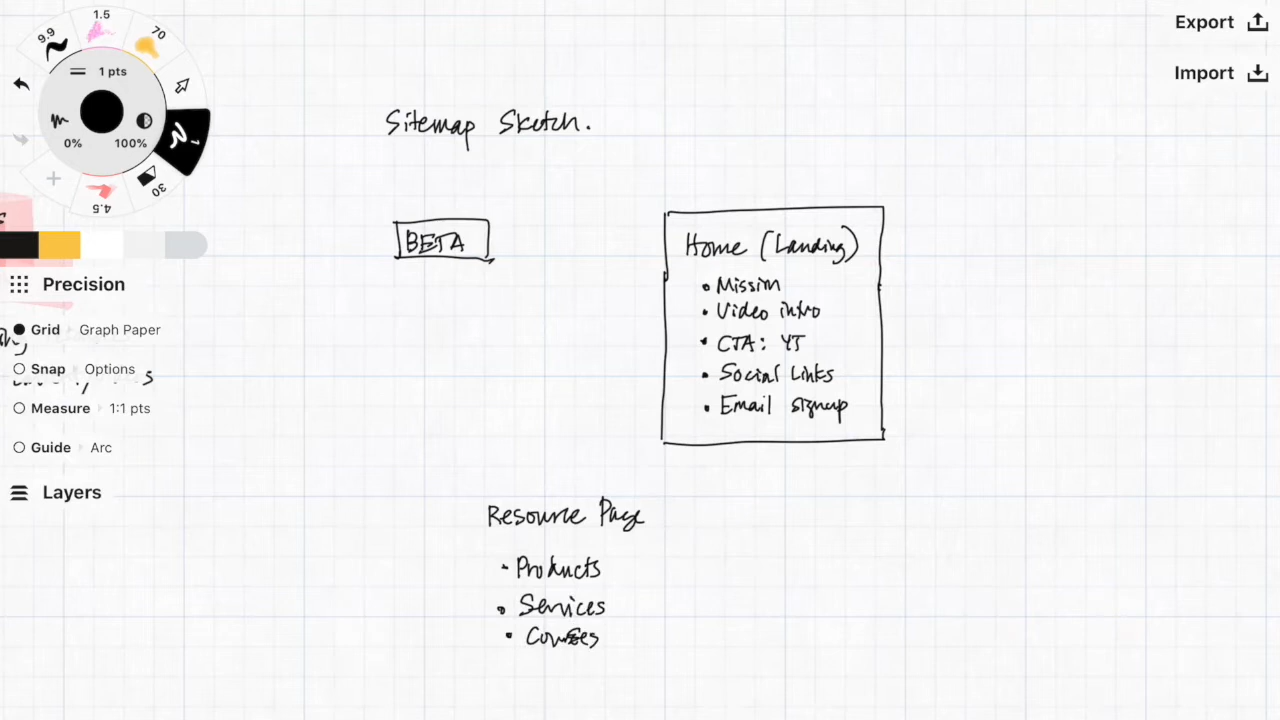 1.5
9.9
70
1 pts
0%
100%
1
30
4.5
Export
Import
Sitemap Sketch.
BETA
Home (Landing)
• Mission
• Video intro
• CTA: YT
• Social Links
• Email signup
Precision
Grid Graph Paper
Snap Options
Measure 1:1 pts
Guide Arc
Layers
Resource Page
• Products
• Services
• Courses